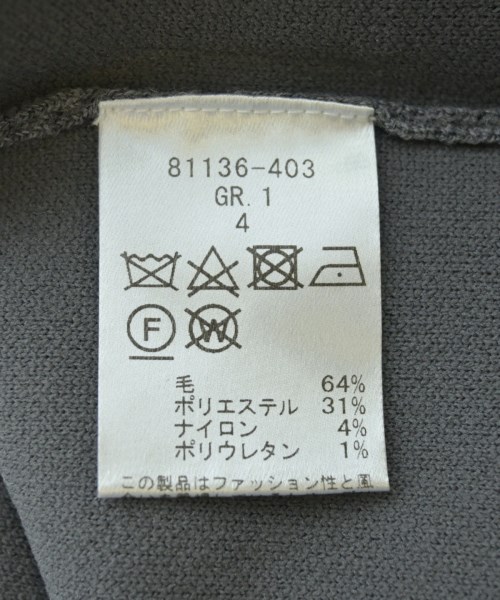 81136-403
GR. 1
4
F W
毛 64%
ポリエステル 31%
ナイロン 4%
ポリウレタン 1%
この製品はファッション性と風